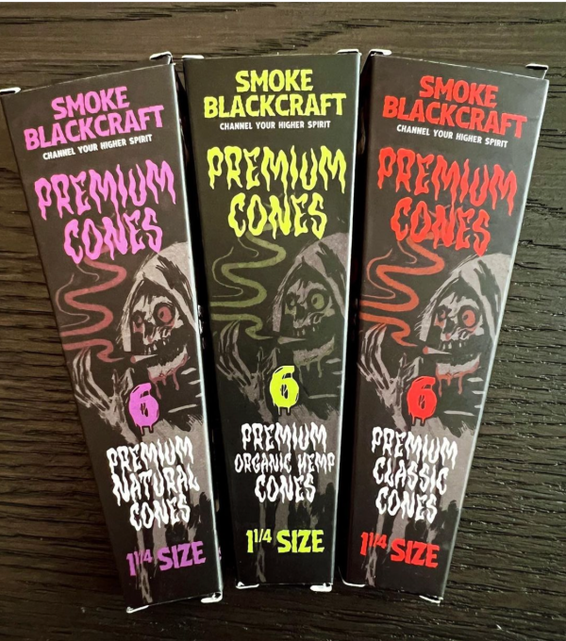 SMOKE
BLACKCRAFT
CHANNEL YOUR HIGHER SPIRIT
PREMIUM
CONES
6
PREMIUM
NATURAL
CONES
1 1/4 SIZE
SMOKE
BLACKCRAFT
CHANNEL YOUR HIGHER SPIRIT
PREMIUM
CONES
6
PREMIUM
ORGANIC HEMP
CONES
1 1/4 SIZE
SMOKE
BLACKCRAFT
CHANNEL YOUR HIGHER SPIRIT
PREMIUM
CONES
6
PREMIUM
CLASSIC
CONES
1 1/4 SIZE